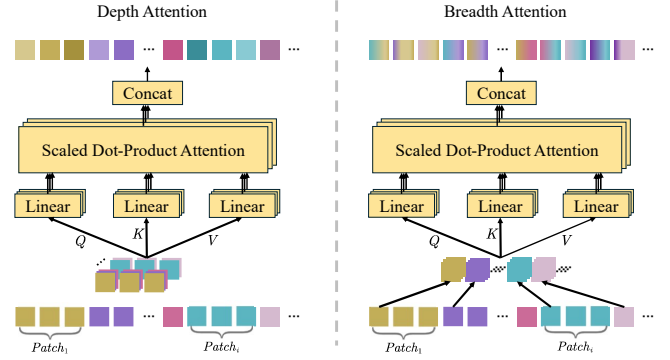 Depth Attention
...
...
Concat
Scaled Dot-Product Attention
Linear
Linear
Linear
Q
K
V
...
...
...
Patch₁
Patchᵢ
Breadth Attention
...
...
Concat
Scaled Dot-Product Attention
Linear
Linear
Linear
Q
K
V
...
...
Patch₁
Patchᵢ